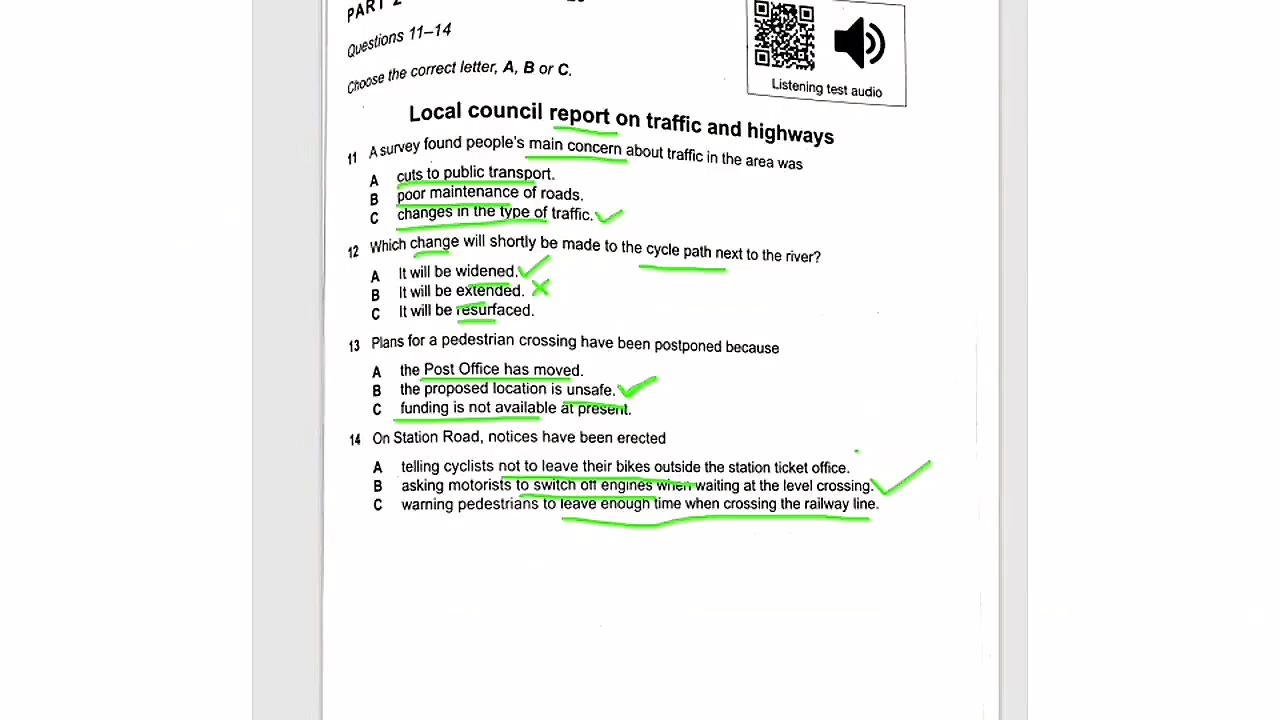 PART 2
Questions 11–14
Choose the correct letter, A, B or C.
Listening test audio
Local council report on traffic and highways
11 A survey found people's main concern about traffic in the area was
A cuts to public transport.
B poor maintenance of roads.
C changes in the type of traffic.
12 Which change will shortly be made to the cycle path next to the river?
A It will be widened.
B It will be extended.
C It will be resurfaced.
13 Plans for a pedestrian crossing have been postponed because
A the Post Office has moved.
B the proposed location is unsafe.
C funding is not available at present.
14 On Station Road, notices have been erected
A telling cyclists not to leave their bikes outside the station ticket office.
B asking motorists to switch off engines when waiting at the level crossing.
C warning pedestrians to leave enough time when crossing the railway line.